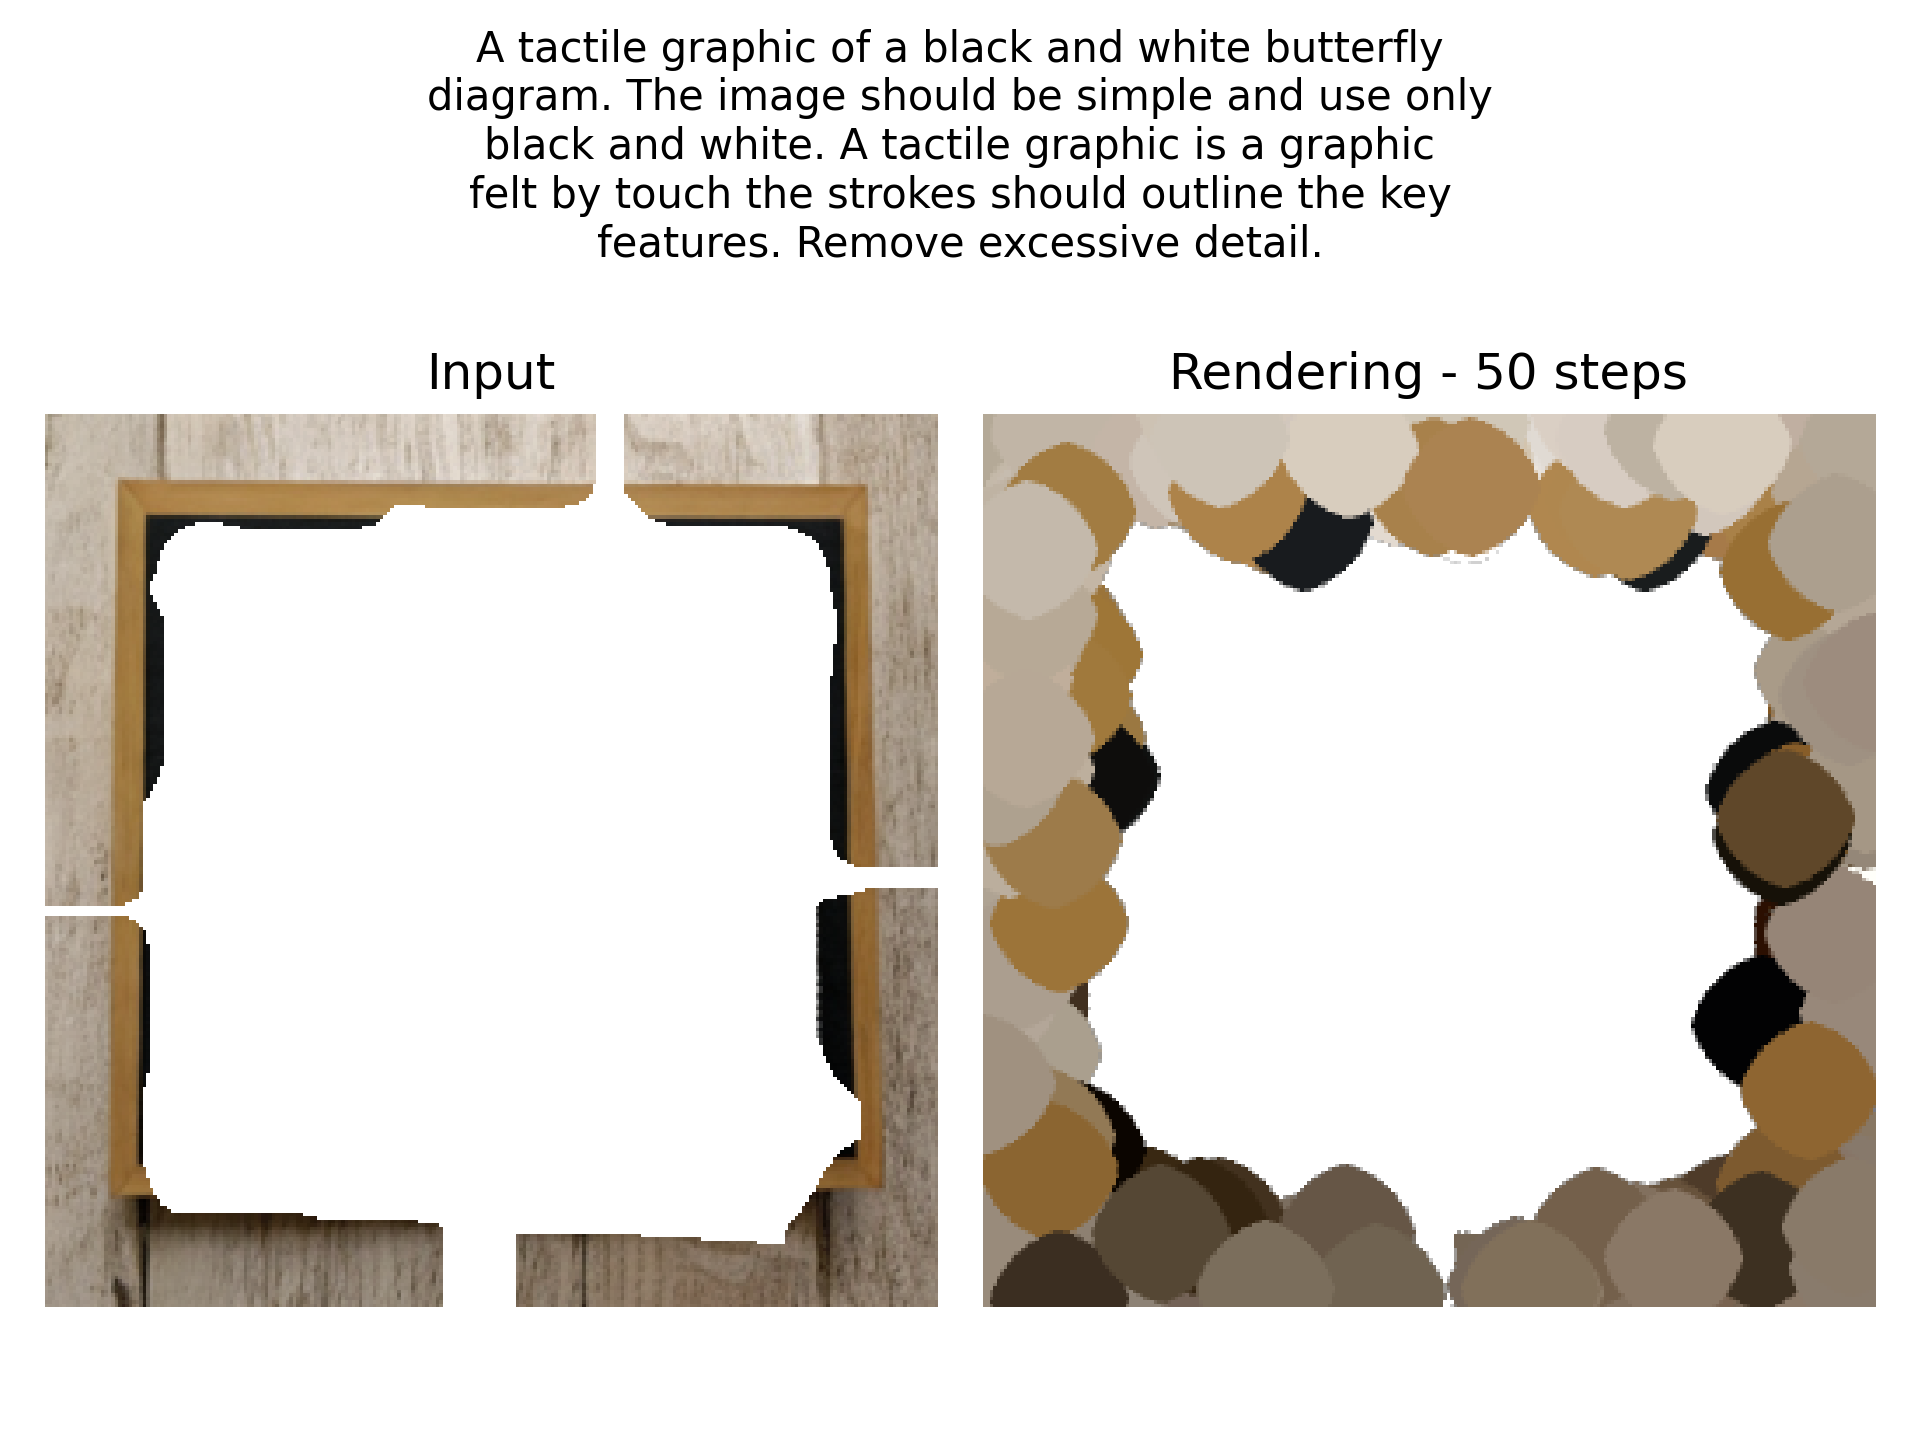 A tactile graphic of a black and white butterfly
diagram. The image should be simple and use only
black and white. A tactile graphic is a graphic
felt by touch the strokes should outline the key
features. Remove excessive detail.
Input
Rendering - 50 steps